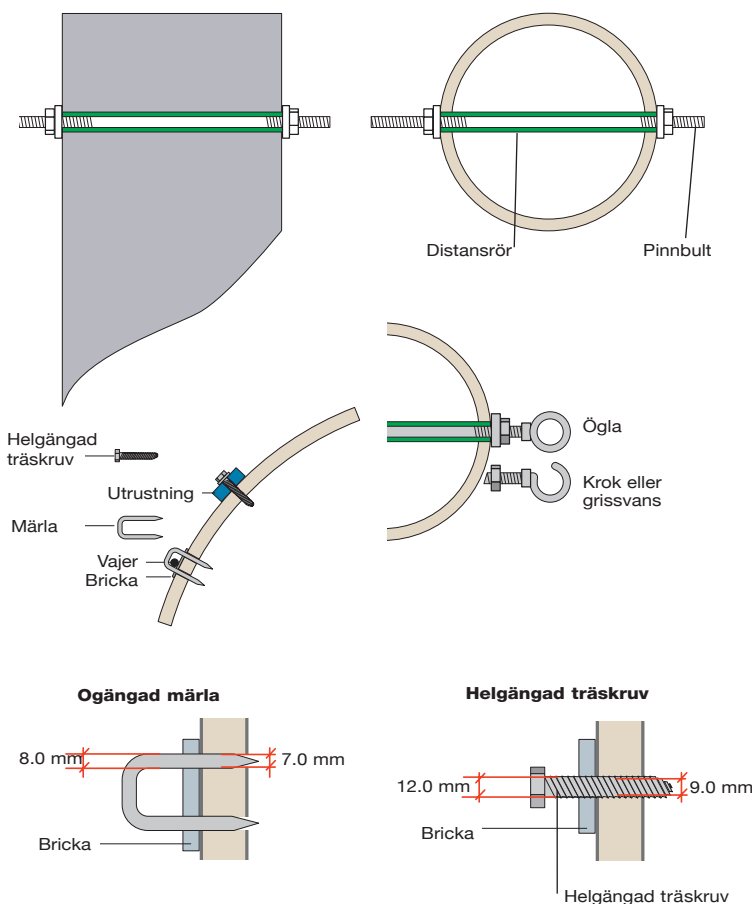 Distansrör
Pinnbult
Ögla
Krok eller
grissvans
Helgängad
träskruv
Utrustning
Märla
Vajer
Bricka
Ogängad märla
8.0 mm
7.0 mm
Bricka
Helgängad träskruv
12.0 mm
9.0 mm
Bricka
Helgängad träskruv